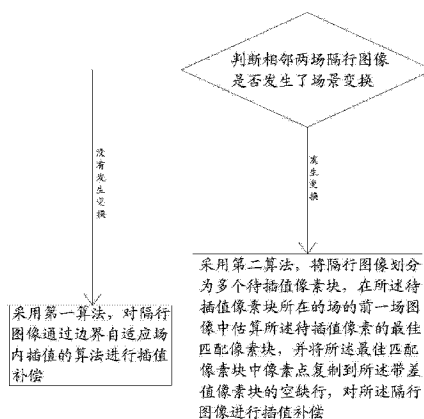 判断相邻两场隔行图像
是否发生了场景变换
没有发生变换
发生更换
采用第一算法，对隔行
图像通过边界自适应场
内插值的算法进行插值
补偿
采用第二算法，将隔行图像划分
为多个待插值像素块，在所述待
插值像素块所在的场的前一场图
像中估算所述待插值像素的最佳
匹配像素块，并将所述最佳匹配
像素块中像素点复制到所述带差
值像素块的空缺行，对所述隔行
图像进行插值补偿